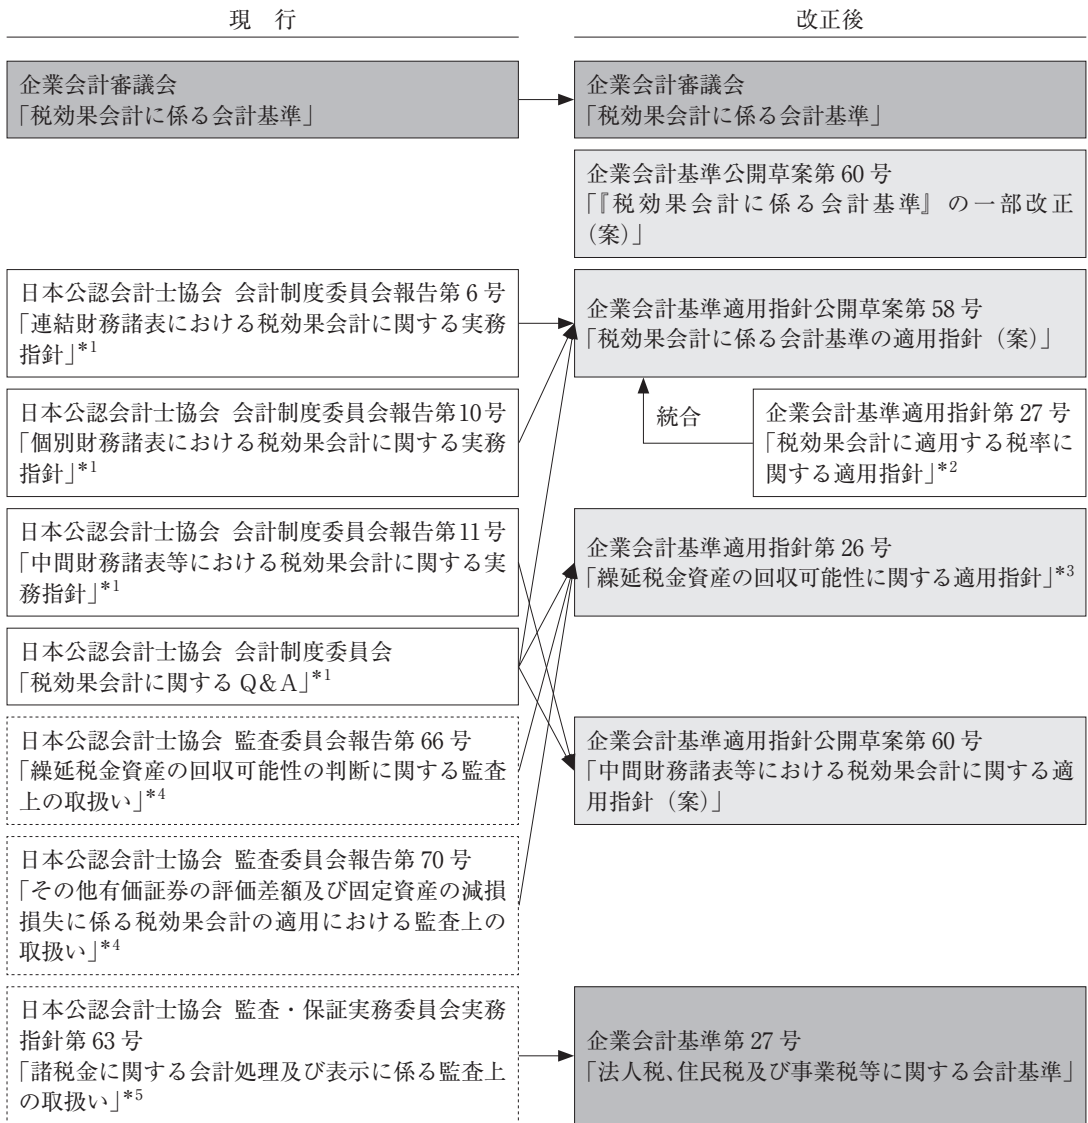 現 行
改正後
企業会計審議会
「税効果会計に係る会計基準」
企業会計審議会
「税効果会計に係る会計基準」
企業会計基準公開草案第 60 号
「『税効果会計に係る会計基準』の一部改正
(案)」
日本公認会計士協会 会計制度委員会報告第 6 号
「連結財務諸表における税効果会計に関する実務
指針」*1
企業会計基準適用指針公開草案第 58 号
「税効果会計に係る会計基準の適用指針（案）」
日本公認会計士協会 会計制度委員会報告第10号
「個別財務諸表における税効果会計に関する実務
指針」*1
統合
企業会計基準適用指針第 27 号
「税効果会計に適用する税率に
関する適用指針」*2
日本公認会計士協会 会計制度委員会報告第11号
「中間財務諸表等における税効果会計に関する実
務指針」*1
企業会計基準適用指針第 26 号
「繰延税金資産の回収可能性に関する適用指針」*3
日本公認会計士協会 会計制度委員会
「税効果会計に関する Q&A」*1
日本公認会計士協会 監査委員会報告第 66 号
「繰延税金資産の回収可能性の判断に関する監査
上の取扱い」*4
企業会計基準適用指針公開草案第 60 号
「中間財務諸表等における税効果会計に関する適
用指針（案）」
日本公認会計士協会 監査委員会報告第 70 号
「その他有価証券の評価差額及び固定資産の減損
損失に係る税効果会計の適用における監査上の
取扱い」*4
日本公認会計士協会 監査・保証実務委員会実務
指針第 63 号
「諸税金に関する会計処理及び表示に係る監査上
の取扱い」*5
企業会計基準第 27 号
「法人税、住民税及び事業税等に関する会計基準」